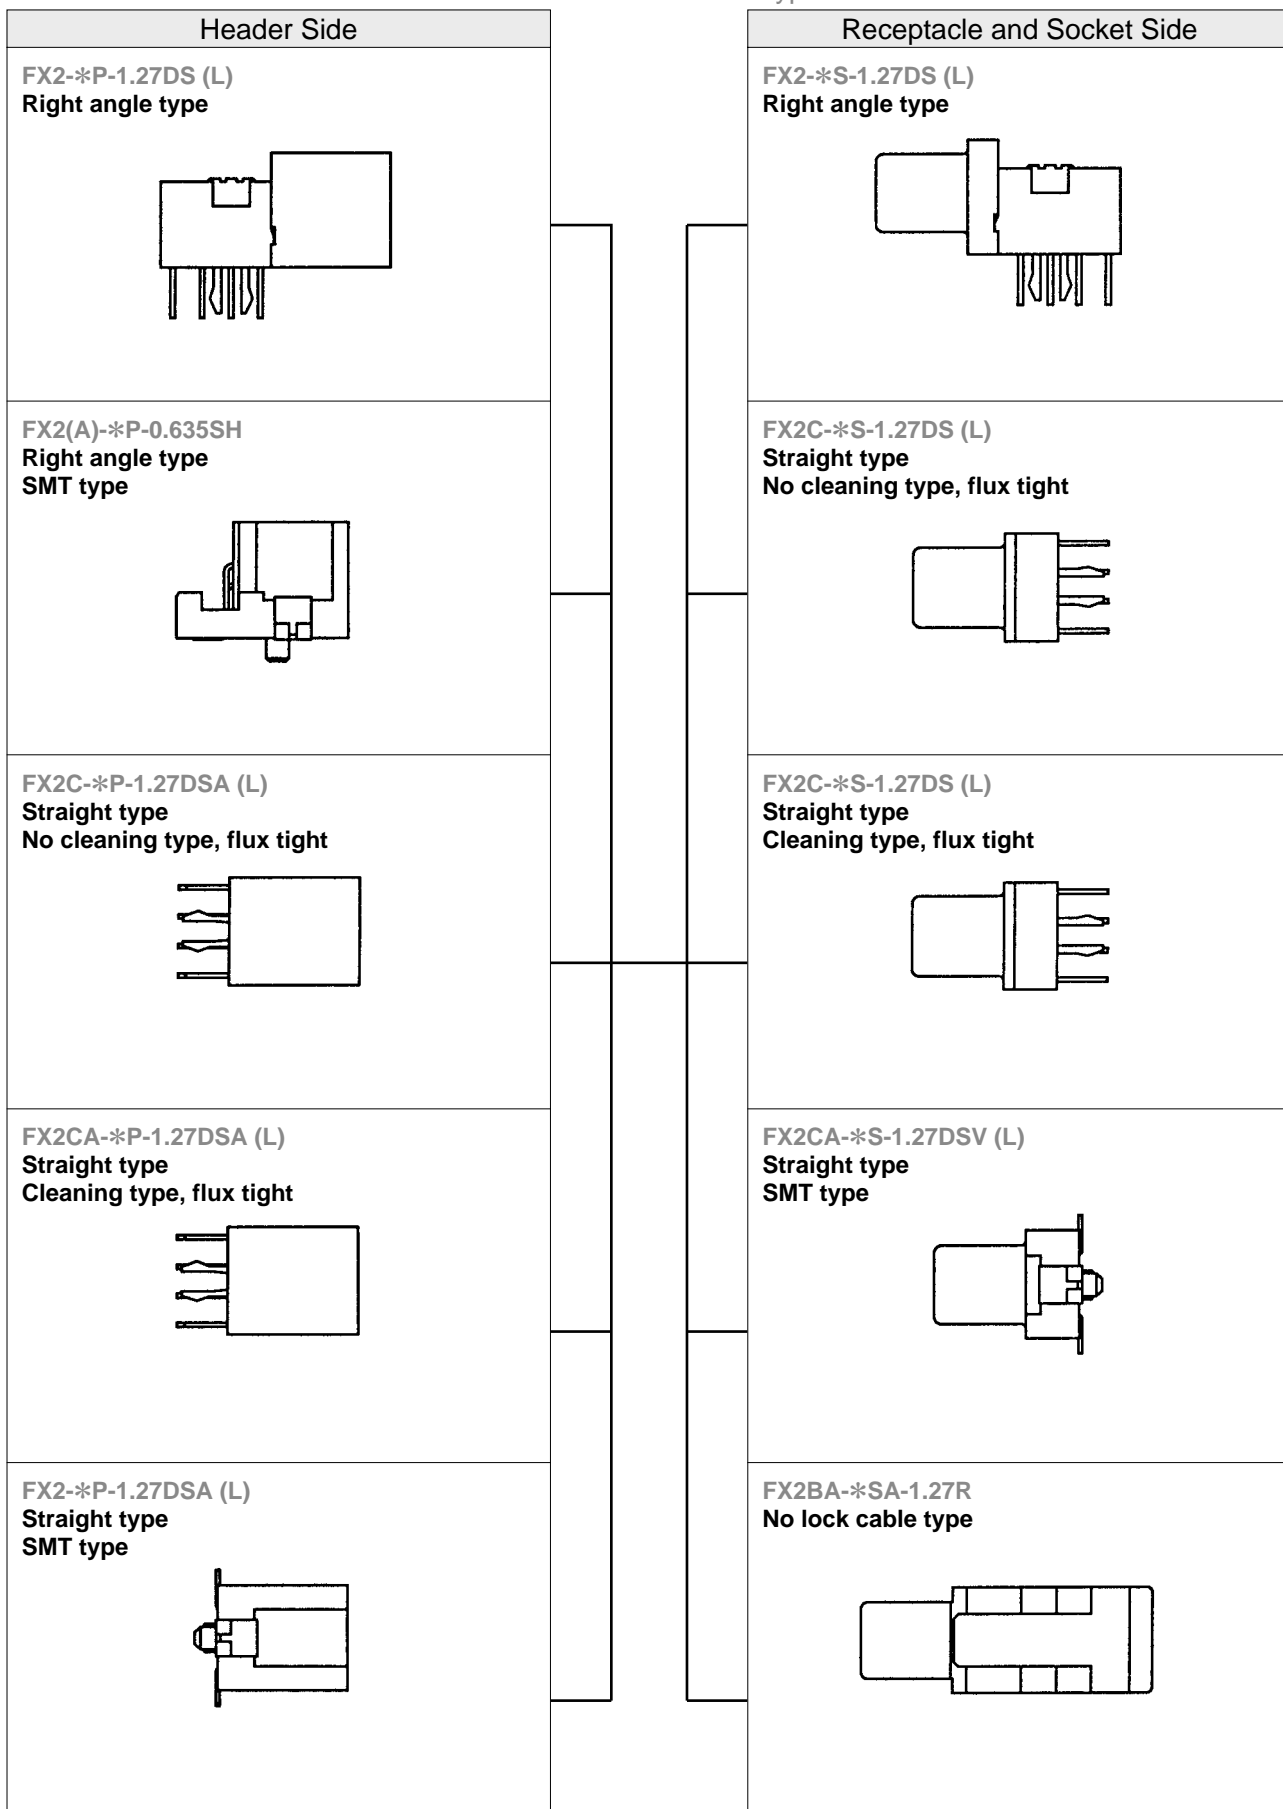 Header Side
FX2-*P-1.27DS (L)
Right angle type
FX2(A)-*P-0.635SH
Right angle type
SMT type
FX2C-*P-1.27DSA (L)
Straight type
No cleaning type, flux tight
FX2CA-*P-1.27DSA (L)
Straight type
Cleaning type, flux tight
FX2-*P-1.27DSA (L)
Straight type
SMT type
Receptacle and Socket Side
FX2-*S-1.27DS (L)
Right angle type
FX2C-*S-1.27DS (L)
Straight type
No cleaning type, flux tight
FX2C-*S-1.27DS (L)
Straight type
Cleaning type, flux tight
FX2CA-*S-1.27DSV (L)
Straight type
SMT type
FX2BA-*SA-1.27R
No lock cable type